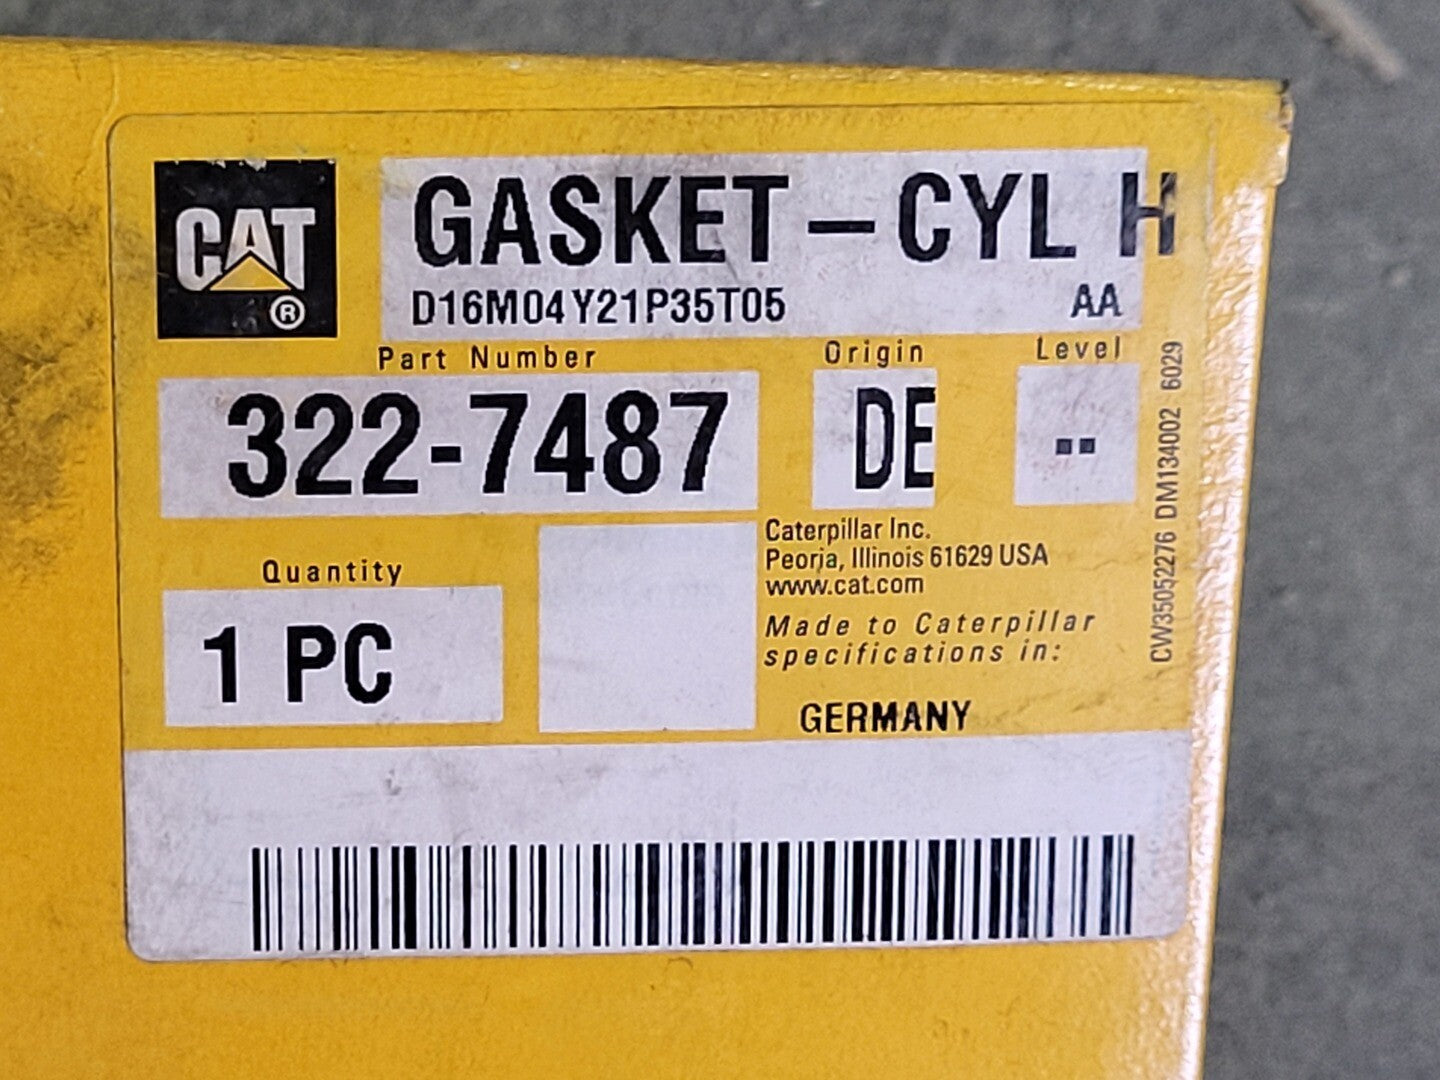 CAT
®
GASKET-CYL H
D16M04Y21P35T05 AA
Part Number Origin Level
322-7487 DE --
Quantity
1 PC
Caterpillar Inc.
Peoria, Illinois 61629 USA
www.cat.com
Made to Caterpillar
specifications in:
GERMANY
CW35052276 DM134002 6029